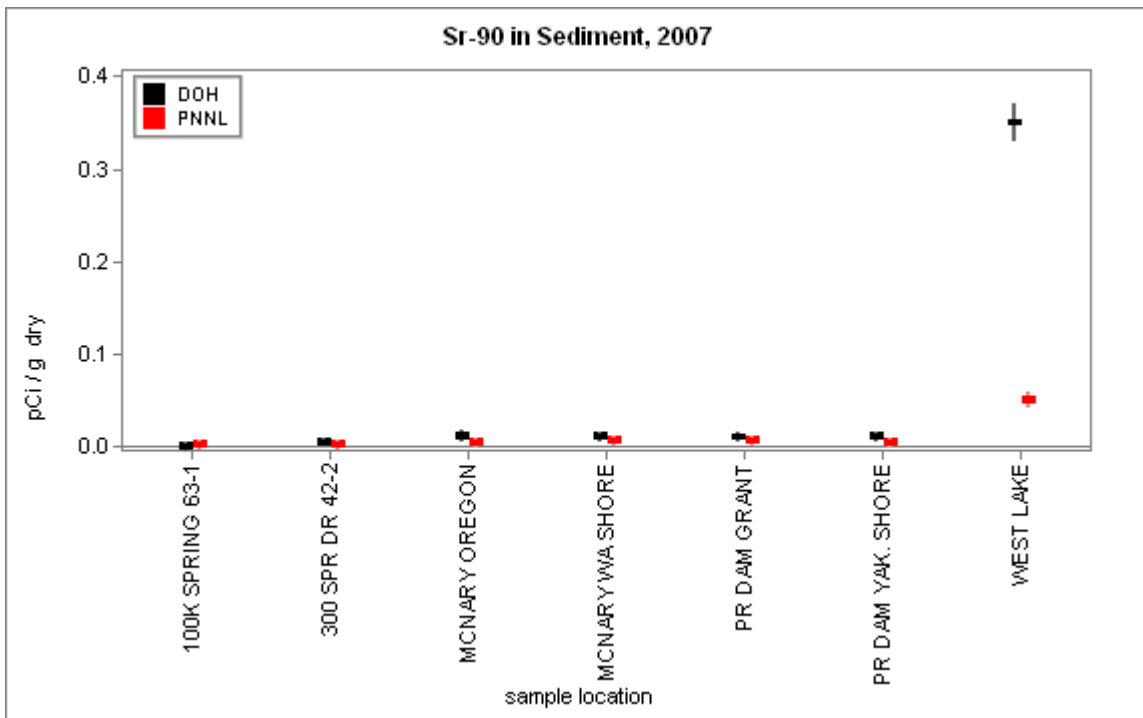 Sr-90 in Sediment, 2007
DOH
PNNL
0.4
0.3
0.2
0.1
0.0
pCi / g dry
100K SPRING 63-1
300 SPR DR 42-2
MCNARY OREGON
MCNARY WA SHORE
PR DAM GRANT
PR DAM YAK. SHORE
WEST LAKE
sample location